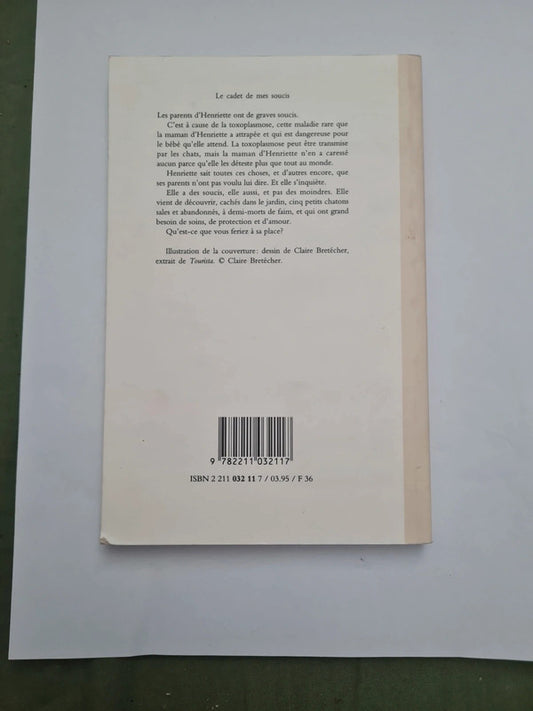 Le cadet de mes soucis
Les parents d'Henriette ont de graves soucis.
C'est à cause de la toxoplasmose, cette maladie rare que
la maman d'Henriette a attrapée et qui est dangereuse pour
le bébé qu'elle attend. La toxoplasmose peut être transmise
par les chats, mais la maman d'Henriette n'en a caressé
aucun parce qu'elle les déteste plus que tout au monde.
Henriette sait toutes ces choses, et d'autres encore, que
ses parents n'ont pas voulu lui dire. Et elle s'inquiète.
Elle a des soucis, elle aussi, et pas des moindres. Elle
vient de découvrir, cachés dans le jardin, cinq petits chatons
sales et abandonnés, à demi-morts de faim, et qui ont grand
besoin de soins, de protection et d'amour.
Qu'est-ce que vous feriez à sa place?
Illustration de la couverture: dessin de Claire Bretécher,
extrait de Tourista. © Claire Bretécher.
9 782211 032117
ISBN 2 211 032 11 7 / 03.95 / F 36